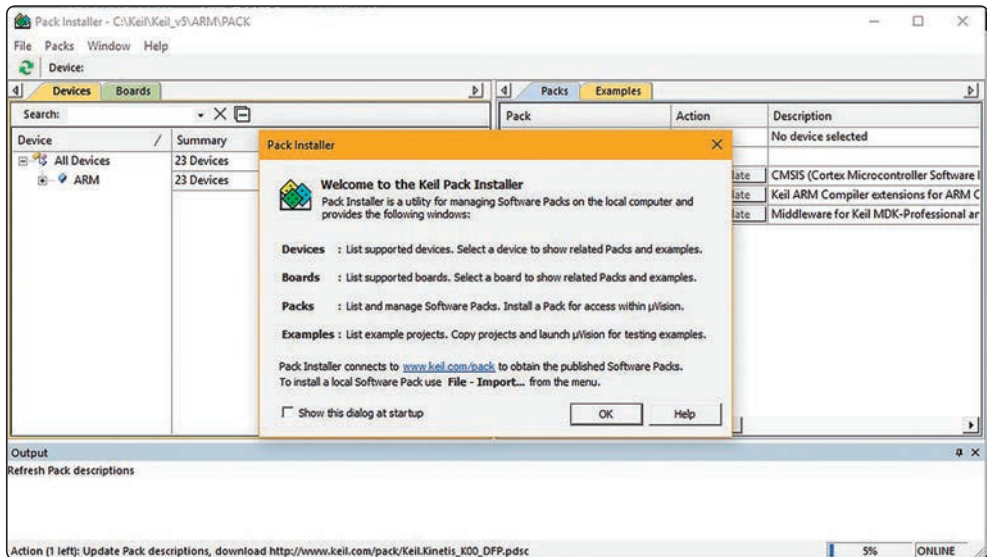 Pack Installer - C:\Keil\Keil_v5\ARM\PACK
File Packs Window Help
Device:
Devices Boards
Search:
Device / Summary
All Devices 23 Devices
ARM 23 Devices
Packs Examples
Pack Action Description
No device selected
CMSIS (Cortex Microcontroller Software
Keil ARM Compiler extensions for ARM
Middleware for Keil MDK-Professional
Pack Installer
Welcome to the Keil Pack Installer
Pack Installer is a utility for managing Software Packs on the local computer and
provides the following windows:
Devices : List supported devices. Select a device to show related Packs and examples.
Boards : List supported boards. Select a board to show related Packs and examples.
Packs : List and manage Software Packs. Install a Pack for access within µVision.
Examples : List example projects. Copy projects and launch µVision for testing examples.
Pack Installer connects to www.keil.com/pack to obtain the published Software Packs.
To install a local Software Pack use File - Import... from the menu.
Show this dialog at startup
OK Help
Output
Refresh Pack descriptions
Action (1 left): Update Pack descriptions, download http://www.keil.com/pack/Keil.Kinetis_K00_DFP.pdsc
5% ONLINE